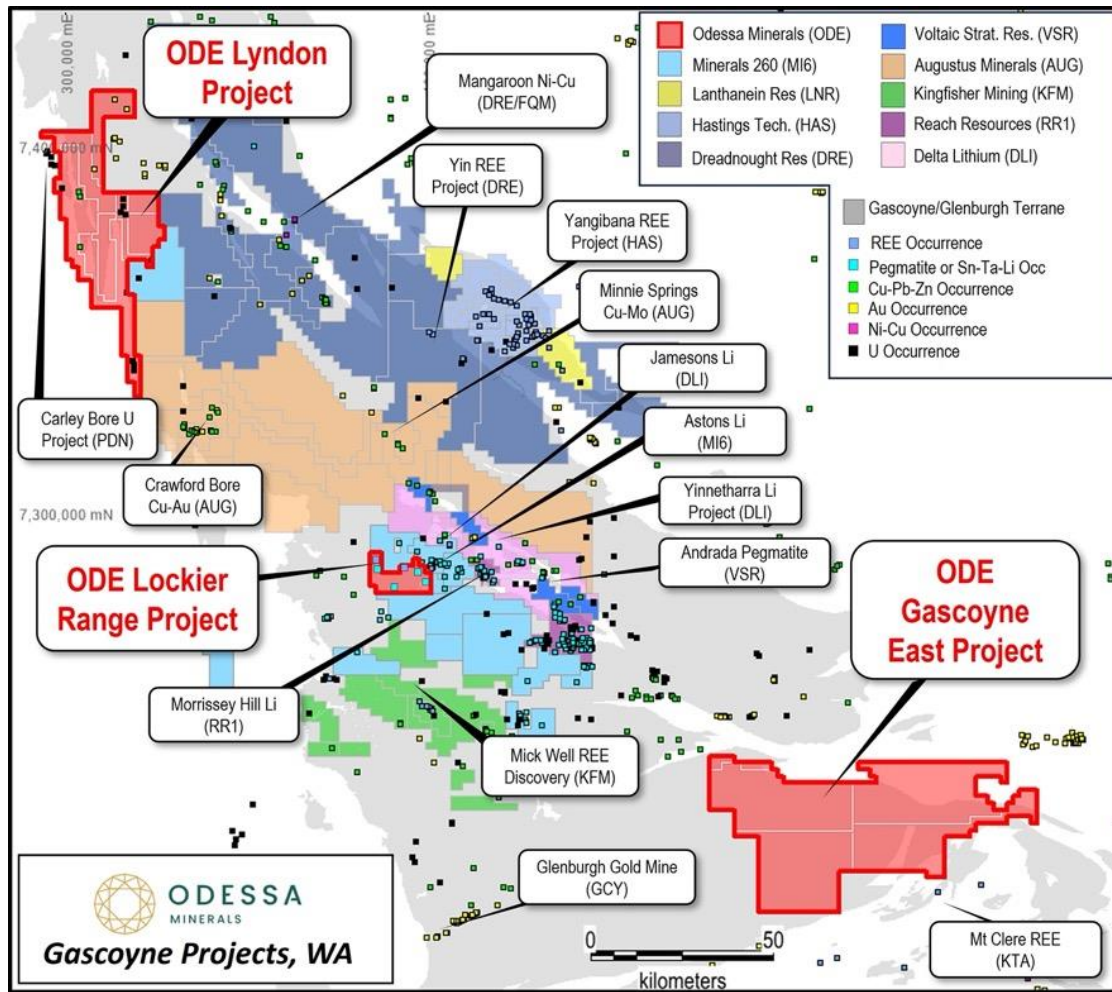 300,000 mE
7,400,000 mN
7,300,000 mN
ODE Lyndon
Project
Mangaroon Ni-Cu
(DRE/FQM)
Yin REE
Project (DRE)
Yangibana REE
Project (HAS)
Minnie Springs
Cu-Mo (AUG)
Jamesons Li
(DLI)
Astons Li
(MI6)
Yinnetharra Li
Project (DLI)
Andrada Pegmatite
(VSR)
Carley Bore U
Project (PDN)
Crawford Bore
Cu-Au (AUG)
ODE Lockier
Range Project
ODE
Gascoyne
East Project
Morrissey Hill Li
(RR1)
Mick Well REE
Discovery (KFM)
Glenburgh Gold Mine
(GCY)
Mt Clere REE
(KTA)
Odessa Minerals (ODE)
Minerals 260 (MI6)
Lanthanein Res (LNR)
Hastings Tech. (HAS)
Dreadnought Res (DRE)
Voltaic Strat. Res. (VSR)
Augustus Minerals (AUG)
Kingfisher Mining (KFM)
Reach Resources (RR1)
Delta Lithium (DLI)
Gascoyne/Glenburgh Terrane
REE Occurrence
Pegmatite or Sn-Ta-Li Occ
Cu-Pb-Zn Occurrence
Au Occurrence
Ni-Cu Occurrence
U Occurrence
ODESSA
MINERALS
Gascoyne Projects, WA
0 50
kilometers